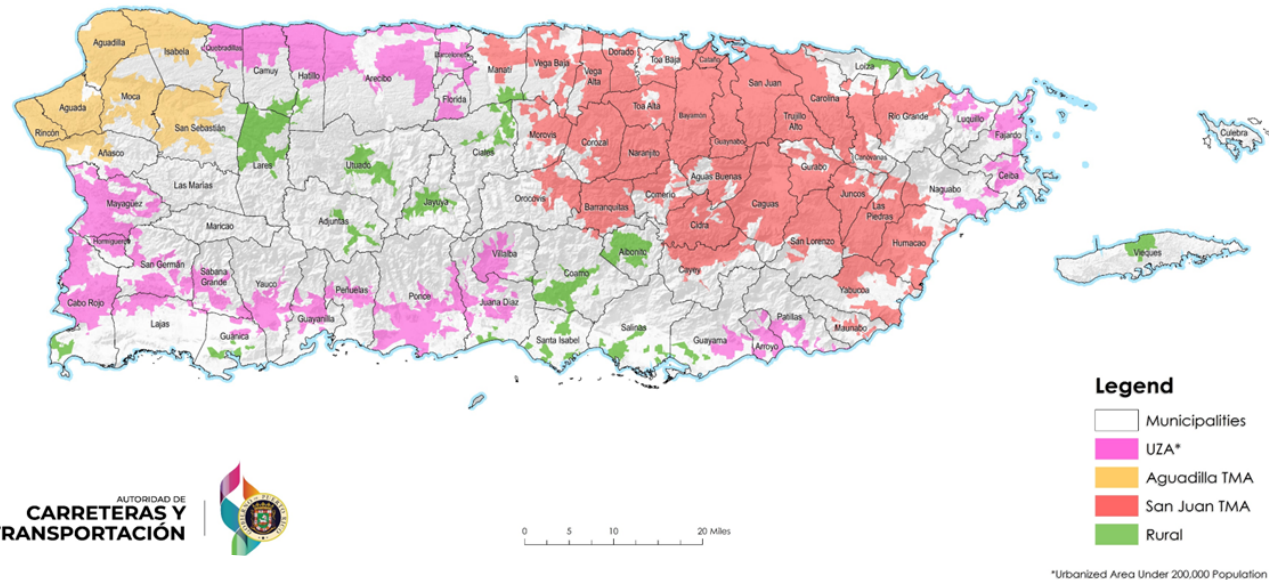 Aguadilla
Isabela
Quebradillas
Camuy
Hatillo
Arecibo
Barceloneta
Manatí
Vega Baja
Vega
Alta
Dorado
Toa Baja
Cataño
San Juan
Loiza
Aguada
Moca
San Sebastián
Florida
Toa Alta
Bayamón
Carolina
Trujillo
Alto
Río Grande
Luquillo
Fajardo
Culebra
Rincón
Añasco
Lares
Utuado
Ciales
Morovis
Corozal
Naranjito
Guaynabo
Canovanas
Gurabo
Aguas Buenas
Ceiba
Las Marias
Mayagüez
Maricao
Adjuntas
Jayuya
Orocovis
Barranquitas
Comerio
Cidra
Caguas
Juncos
Las
Piedras
Naguabo
Hormigueros
San Germán
Sabana
Grande
Yauco
Villalba
Aibonito
San Lorenzo
Humacao
Vieques
Cabo Rojo
Guayanilla
Peñuelas
Ponce
Juana Diaz
Coamo
Cayey
Yabucoa
Lajas
Guánica
Santa Isabel
Salinas
Guayama
Arroyo
Patillas
Maunabo
Legend
Municipalities
UZA*
Aguadilla TMA
San Juan TMA
Rural
AUTORIDAD DE
CARRETERAS Y
TRANSPORTACIÓN
0 5 10 20 Miles
*Urbanized Area Under 200,000 Population